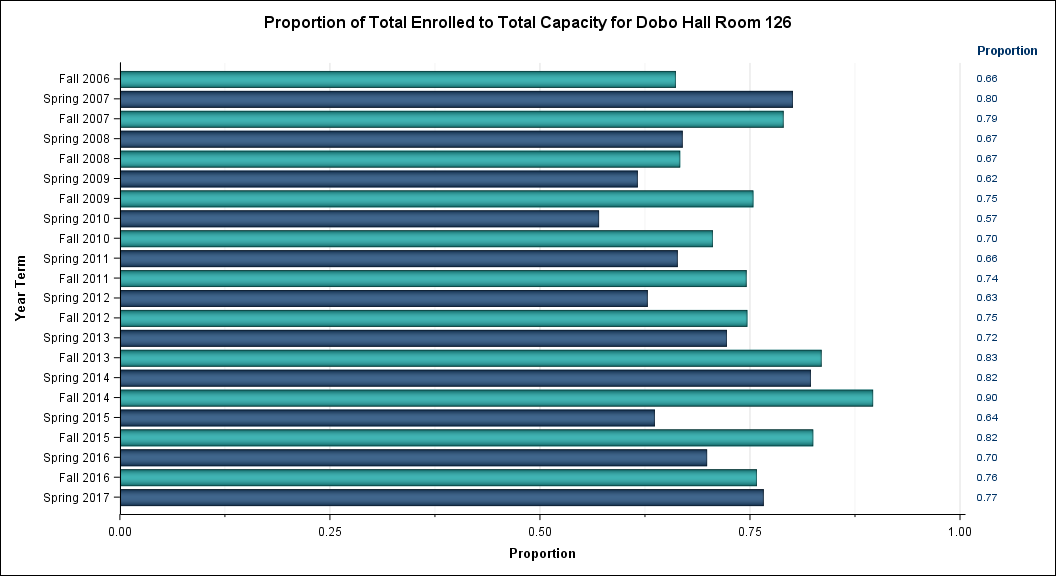 Proportion of Total Enrolled to Total Capacity for Dobo Hall Room 126
Proportion
Fall 2006 0.66
Spring 2007 0.80
Fall 2007 0.79
Spring 2008 0.67
Fall 2008 0.67
Spring 2009 0.62
Fall 2009 0.75
Spring 2010 0.57
Fall 2010 0.70
Spring 2011 0.66
Fall 2011 0.74
Spring 2012 0.63
Fall 2012 0.75
Spring 2013 0.72
Fall 2013 0.83
Spring 2014 0.82
Fall 2014 0.90
Spring 2015 0.64
Fall 2015 0.82
Spring 2016 0.70
Fall 2016 0.76
Spring 2017 0.77
Year Term
0.00 0.25 0.50 0.75 1.00
Proportion